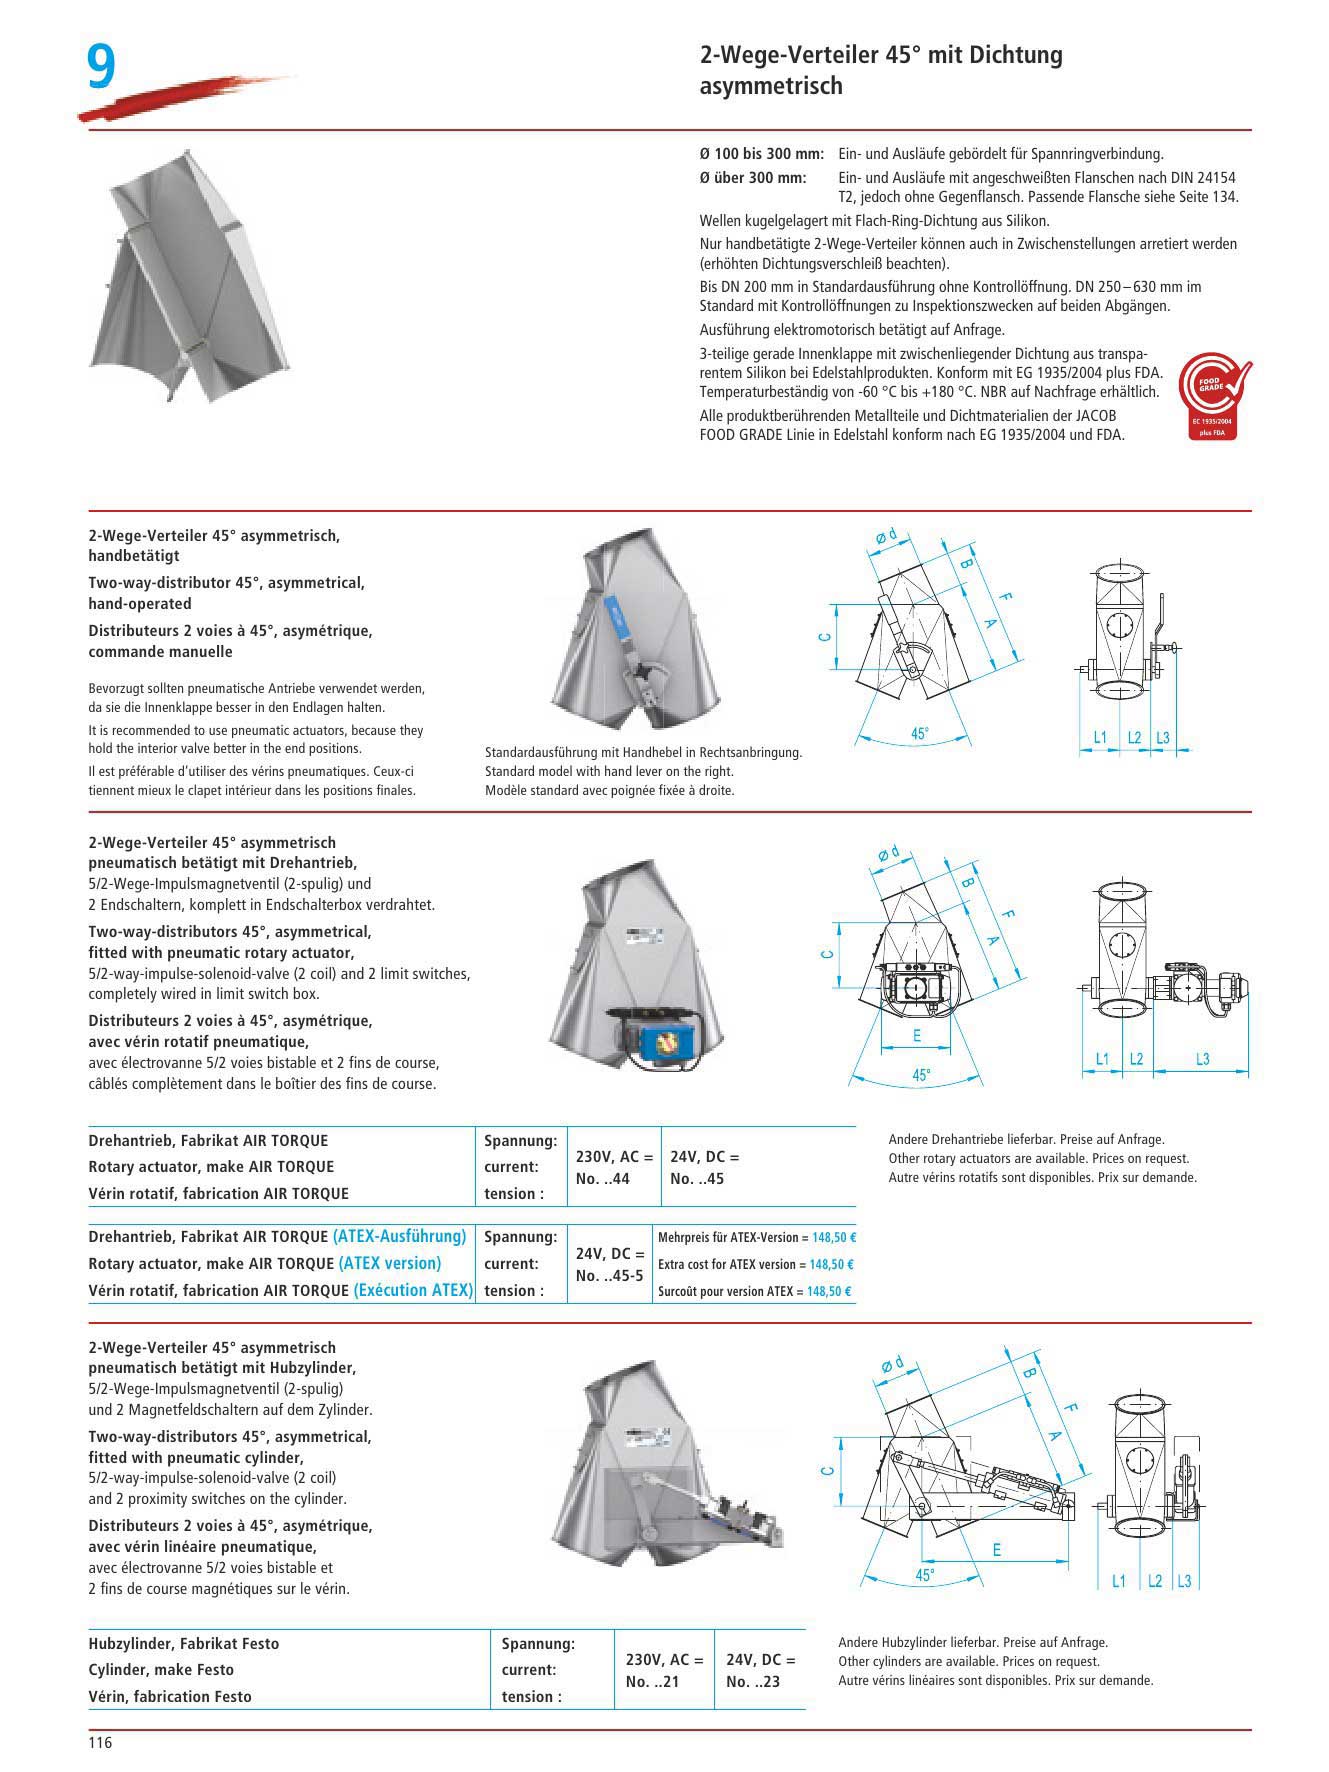 9
2-Wege-Verteiler 45° mit Dichtung
asymmetrisch
Ø 100 bis 300 mm: Ein- und Ausläufe gebördelt für Spannringverbindung.
Ø über 300 mm: Ein- und Ausläufe mit angeschweißten Flanschen nach DIN 24154
T2, jedoch ohne Gegenflansch. Passende Flansche siehe Seite 134.
Wellen kugelgelagert mit Flach-Ring-Dichtung aus Silikon.
Nur handbetätigte 2-Wege-Verteiler können auch in Zwischenstellungen arretiert werden
(erhöhten Dichtungsverschleiß beachten).
Bis DN 200 mm in Standardausführung ohne Kontrollöffnung. DN 250–630 mm im
Standard mit Kontrollöffnungen zu Inspektionszwecken auf beiden Abgängen.
Ausführung elektromotorisch betätigt auf Anfrage.
3-teilige gerade Innenklappe mit zwischenliegender Dichtung aus transpa-
rentem Silikon bei Edelstahlprodukten. Konform mit EG 1935/2004 plus FDA.
Temperaturbeständig von -60 °C bis +180 °C. NBR auf Nachfrage erhältlich.
Alle produktberührenden Metallteile und Dichtmaterialien der JACOB
FOOD GRADE Linie in Edelstahl konform nach EG 1935/2004 und FDA.
FOOD
GRADE
EC 1935/2004
plus FDA
2-Wege-Verteiler 45° asymmetrisch,
handbetätigt
Two-way-distributor 45°, asymmetrical,
hand-operated
Distributeurs 2 voies à 45°, asymétrique,
commande manuelle
Bevorzugt sollten pneumatische Antriebe verwendet werden,
da sie die Innenklappe besser in den Endlagen halten.
It is recommended to use pneumatic actuators, because they
hold the interior valve better in the end positions.
Il est préférable d'utiliser des vérins pneumatiques. Ceux-ci
tiennent mieux le clapet intérieur dans les positions finales.
Standardausführung mit Handhebel in Rechtsanbringung.
Standard model with hand lever on the right.
Modèle standard avec poignée fixée à droite.
Ø d
B
F
A
C
45°
L1 L2 L3
2-Wege-Verteiler 45° asymmetrisch
pneumatisch betätigt mit Drehantrieb,
5/2-Wege-Impulsmagnetventil (2-spulig) und
2 Endschaltern, komplett in Endschalterbox verdrahtet.
Two-way-distributors 45°, asymmetrical,
fitted with pneumatic rotary actuator,
5/2-way-impulse-solenoid-valve (2 coil) and 2 limit switches,
completely wired in limit switch box.
Distributeurs 2 voies à 45°, asymétrique,
avec vérin rotatif pneumatique,
avec électrovanne 5/2 voies bistable et 2 fins de course,
câblés complètement dans le boîtier des fins de course.
Ø d
B
F
A
C
E
45°
L1 L2 L3
Drehantrieb, Fabrikat AIR TORQUE
Rotary actuator, make AIR TORQUE
Vérin rotatif, fabrication AIR TORQUE
Spannung:
current:
tension :
230V, AC =
No. ..44
24V, DC =
No. ..45
Andere Drehantriebe lieferbar. Preise auf Anfrage.
Other rotary actuators are available. Prices on request.
Autre vérins rotatifs sont disponibles. Prix sur demande.
Drehantrieb, Fabrikat AIR TORQUE (ATEX-Ausführung)
Rotary actuator, make AIR TORQUE (ATEX version)
Vérin rotatif, fabrication AIR TORQUE (Exécution ATEX)
Spannung:
current:
tension :
24V, DC =
No. ..45-5
Mehrpreis für ATEX-Version = 148,50 €
Extra cost for ATEX version = 148,50 €
Surcoût pour version ATEX = 148,50 €
2-Wege-Verteiler 45° asymmetrisch
pneumatisch betätigt mit Hubzylinder,
5/2-Wege-Impulsmagnetventil (2-spulig)
und 2 Magnetfeldschaltern auf dem Zylinder.
Two-way-distributors 45°, asymmetrical,
fitted with pneumatic cylinder,
5/2-way-impulse-solenoid-valve (2 coil)
and 2 proximity switches on the cylinder.
Distributeurs 2 voies à 45°, asymétrique,
avec vérin linéaire pneumatique,
avec électrovanne 5/2 voies bistable et
2 fins de course magnétiques sur le vérin.
Ø d
B
F
A
C
E
45°
L1 L2 L3
Hubzylinder, Fabrikat Festo
Cylinder, make Festo
Vérin, fabrication Festo
Spannung:
current:
tension :
230V, AC =
No. ..21
24V, DC =
No. ..23
Andere Hubzylinder lieferbar. Preise auf Anfrage.
Other cylinders are available. Prices on request.
Autre vérins linéaires sont disponibles. Prix sur demande.
116